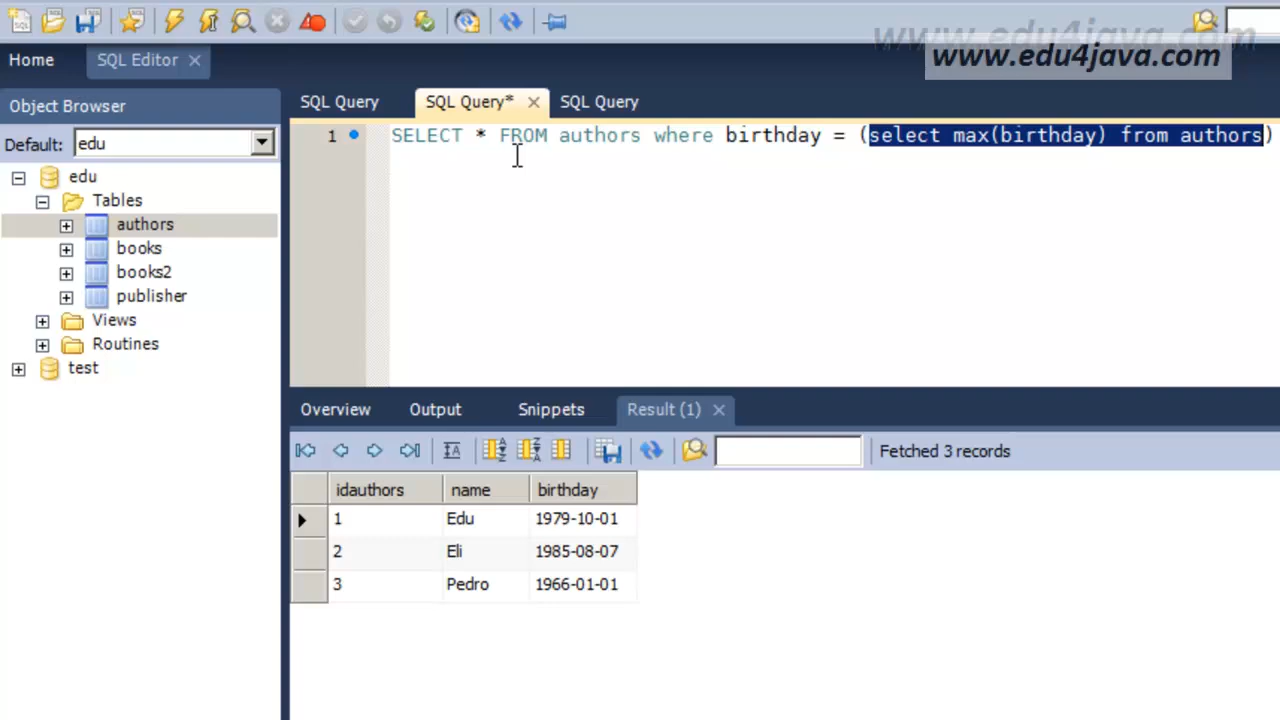 www.edu4java.com
www.edu4java.com
Home
SQL Editor
Object Browser
SQL Query
SQL Query*
SQL Query
Default:
edu
1
SELECT * FROM authors where birthday = (select max(birthday) from authors)
edu
Tables
authors
books
books2
publisher
Views
Routines
test
Overview
Output
Snippets
Result (1)
Fetched 3 records
idauthors name birthday
1 Edu 1979-10-01
2 Eli 1985-08-07
3 Pedro 1966-01-01